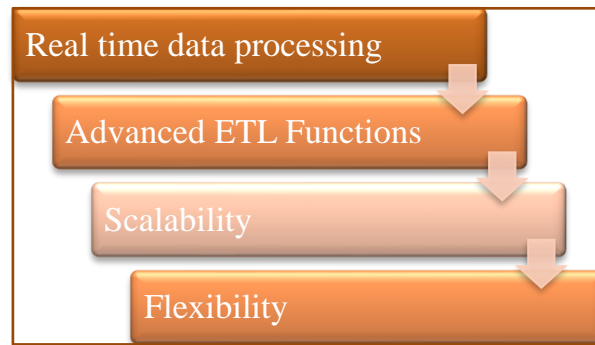 Real time data processing
Advanced ETL Functions
Scalability
Flexibility